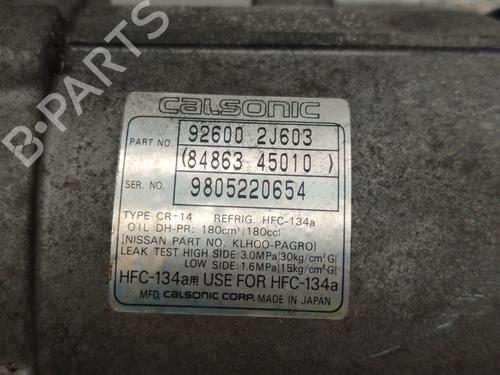 calsonic
PART NO. 92600 2J603
(84863 45010 )
SER. NO. 9805220654
TYPE CR-14 REFRIG. HFC-134a
OIL DH-PR: 180cm³(180cc)
[NISSAN PART NO. KLH00-PAGR0]
LEAK TEST HIGH SIDE: 3.0MPa[30kg/cm²G]
LOW SIDE: 1.6MPa[15kg/cm²G]
HFC-134a用 USE FOR HFC-134a
MFD. calsonic CORP. MADE IN JAPAN
B-PARTS